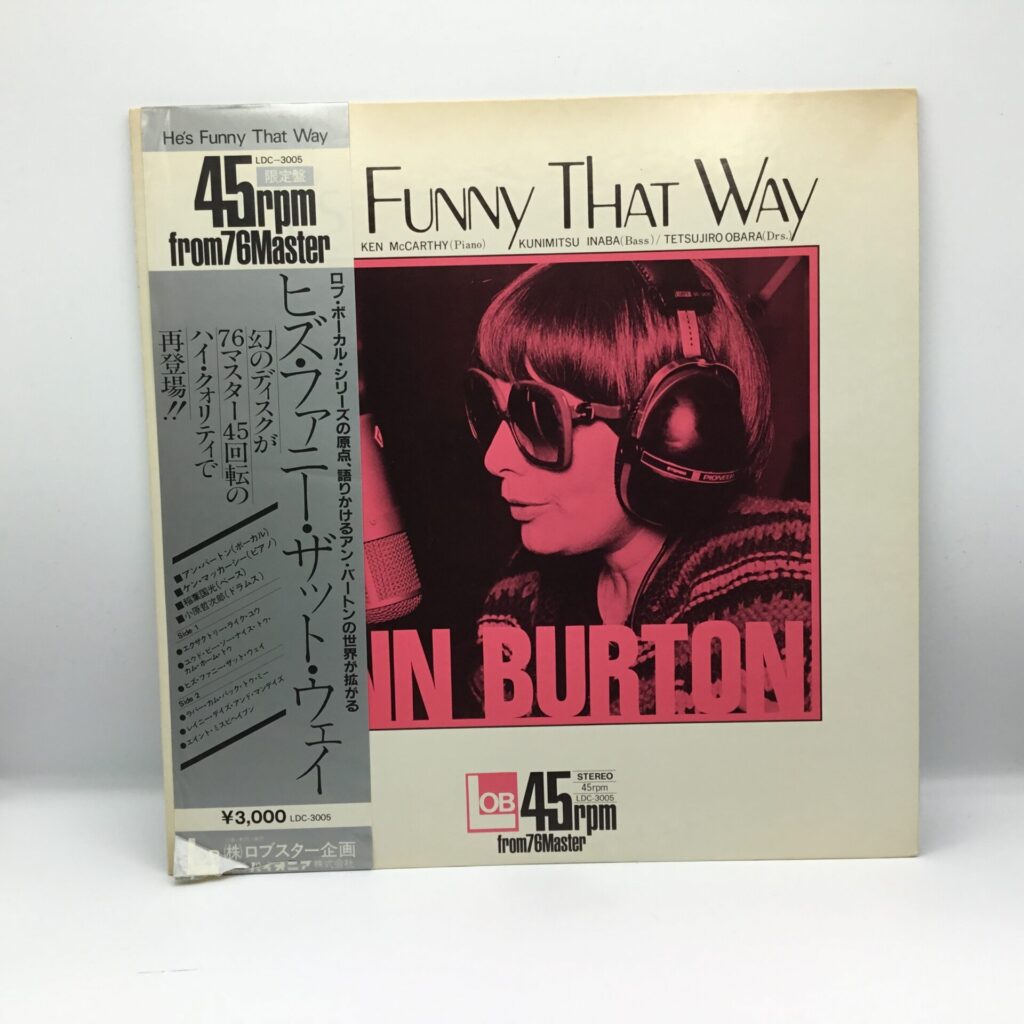 He's Funny That Way
LDC-3005
限定盤
45rpm
from76Master
ロブ・ボーカル・シリーズの原点、語りかけるアン・バートンの世界が拡がる
ヒズ・ファニー・ザット・ウェイ
幻のディスクが
76マスター45回転の
ハイ・クォリティで
再登場!!
■アン・バートン(ボーカル)
■ケン・マッカーシー(ピアノ)
■稲葉国光(ベース)
■小原哲次郎(ドラムス)
Side 1
●エクザクトリー・ライク・ユウ
●ユウド・ビー・ソー・ナイス・トゥ・
カム・ホーム・トゥ
●ヒズ・ファニー・ザット・ウェイ
Side 2
●ラバー・カム・バック・トゥ・ミー
●レイニー・デイズ・アンド・マンデイズ
●エイント・ミスビヘイブン
¥3,000 LDC-3005
(株)ロブスター企画
パイオニア株式会社
FUNNY THAT WAY
KEN McCARTHY(Piano) KUNIMITSU INABA(Bass)/TETSUJIRO OBARA(Drs.)
PIONEER
NN BURTON
LOB
45rpm
STEREO
45rpm
LDC-3005
from76Master